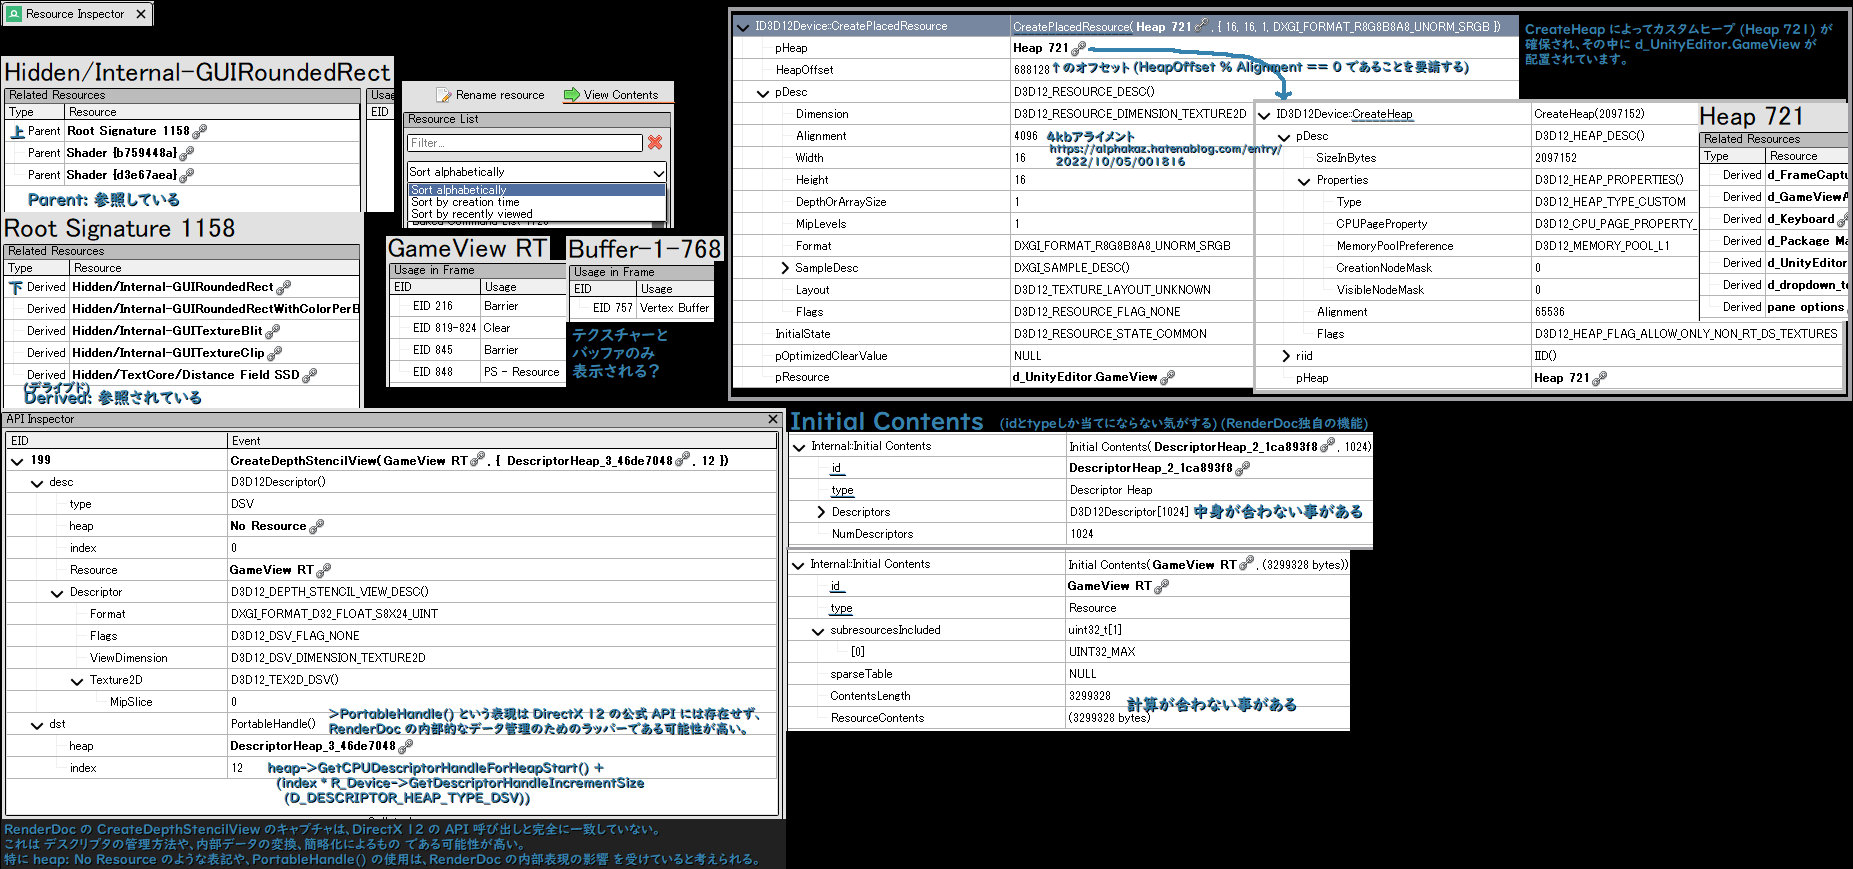 Resource Inspector
Hidden/Internal-GUIRoundedRect
Related Resources
Type Resource
上 Parent Root Signature 1158
Parent Shader {b759448a}
Parent Shader {d3e67aea}
Parent: 参照している
Root Signature 1158
Related Resources
Type Resource
下 Derived Hidden/Internal-GUIRoundedRect
Derived Hidden/Internal-GUIRoundedRectWithColorPerB
Derived Hidden/Internal-GUITextureBlit
Derived Hidden/Internal-GUITextureClip
Derived Hidden/TextCore/Distance Field SSD
(デライブド)
Derived: 参照されている
Usag
EID
Rename resource View Contents
Resource List
Filter...
Sort alphabetically
Sort alphabetically
Sort by creation time
Sort by recently viewed
GameView RT
Usage in Frame
EID Usage
EID 216 Barrier
EID 819-824 Clear
EID 845 Barrier
EID 848 PS - Resource
Buffer-1-768
Usage in Frame
EID Usage
EID 757 Vertex Buffer
テクスチャーと
バッファのみ
表示される?
ID3D12Device::CreatePlacedResource CreatePlacedResource( Heap 721 , { 16, 16, 1, DXGI_FORMAT_R8G8B8A8_UNORM_SRGB })
pHeap Heap 721
HeapOffset 688128 ↑のオフセット (HeapOffset % Alignment == 0 であることを要請する)
pDesc D3D12_RESOURCE_DESC()
Dimension D3D12_RESOURCE_DIMENSION_TEXTURE2D
Alignment 4096 4kbアライメント
https://alphakaz.hatenablog.com/entry/
2022/10/05/001816
Width 16
Height 16
DepthOrArraySize 1
MipLevels 1
Format DXGI_FORMAT_R8G8B8A8_UNORM_SRGB
SampleDesc DXGI_SAMPLE_DESC()
Layout D3D12_TEXTURE_LAYOUT_UNKNOWN
Flags D3D12_RESOURCE_FLAG_NONE
InitialState D3D12_RESOURCE_STATE_COMMON
pOptimizedClearValue NULL
pResource d_UnityEditor.GameView
CreateHeap によってカスタムヒープ (Heap 721) が
確保され、その中に d_UnityEditor.GameView が
配置されています。
ID3D12Device::CreateHeap CreateHeap(2097152)
pDesc D3D12_HEAP_DESC()
SizeInBytes 2097152
Properties D3D12_HEAP_PROPERTIES()
Type D3D12_HEAP_TYPE_CUSTOM
CPUPageProperty D3D12_CPU_PAGE_PROPERTY_
MemoryPoolPreference D3D12_MEMORY_POOL_L1
CreationNodeMask 0
VisibleNodeMask 0
Alignment 65536
Flags D3D12_HEAP_FLAG_ALLOW_ONLY_NON_RT_DS_TEXTURES
riid IID()
pHeap Heap 721
Heap 721
Related Resources
Type Resource
Derived d_FrameCaptu
Derived d_GameViewA
Derived d_Keyboard
Derived d_Package Ma
Derived d_UnityEditor
Derived d_dropdown_to
Derived pane options
API Inspector
EID Event
199 CreateDepthStencilView( GameView RT , { DescriptorHeap_3_46de7048 , 12 })
desc D3D12Descriptor()
type DSV
heap No Resource
index 0
Resource GameView RT
Descriptor D3D12_DEPTH_STENCIL_VIEW_DESC()
Format DXGI_FORMAT_D32_FLOAT_S8X24_UINT
Flags D3D12_DSV_FLAG_NONE
ViewDimension D3D12_DSV_DIMENSION_TEXTURE2D
Texture2D D3D12_TEX2D_DSV()
MipSlice 0
dst PortableHandle()
>PortableHandle() という表現は DirectX 12 の公式 API には存在せず、
RenderDoc の内部的なデータ管理のためのラッパーである可能性が高い。
heap DescriptorHeap_3_46de7048
index 12
heap->GetCPUDescriptorHandleForHeapStart() +
(index * R_Device->GetDescriptorHandleIncrementSize
(D_DESCRIPTOR_HEAP_TYPE_DSV))
RenderDoc の CreateDepthStencilView のキャプチャは、DirectX 12 の API 呼び出しと完全に一致していない。
これは デスクリプタの管理方法や、内部データの変換、簡略化によるもの である可能性が高い。
特に heap: No Resource のような表記や、PortableHandle() の使用は、RenderDoc の内部表現の影響 を受けていると考えられる。
Initial Contents (idとtypeしか当てにならない気がする) (RenderDoc独自の機能)
Internal::Initial Contents Initial Contents( DescriptorHeap_2_1ca893f8 , 1024)
id DescriptorHeap_2_1ca893f8
type Descriptor Heap
Descriptors D3D12Descriptor[1024] 中身が合わない事がある
NumDescriptors 1024
Internal::Initial Contents Initial Contents( GameView RT , (3299328 bytes))
id GameView RT
type Resource
subresourcesIncluded uint32_t[1]
[0] UINT32_MAX
sparseTable NULL
ContentsLength 3299328
計算が合わない事がある
ResourceContents (3299328 bytes)